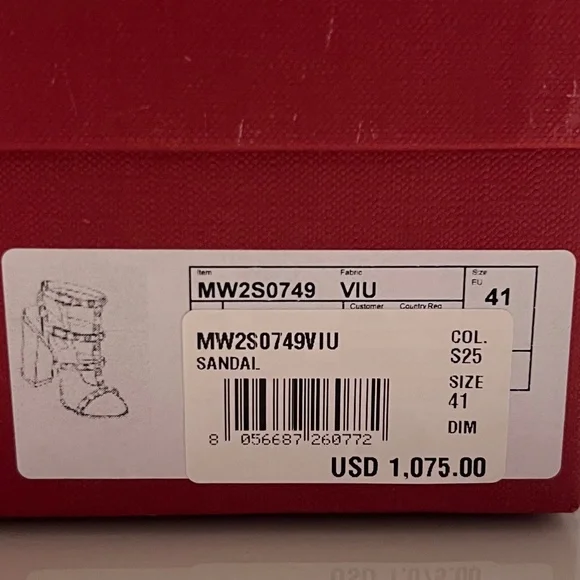 Item Fabric Size
EU
MW2S0749 VIU 41
Customer Country Reg
MW2S0749VIU COL.
SANDAL S25
SIZE
41
DIM
8 056687 260772
USD 1,075.00